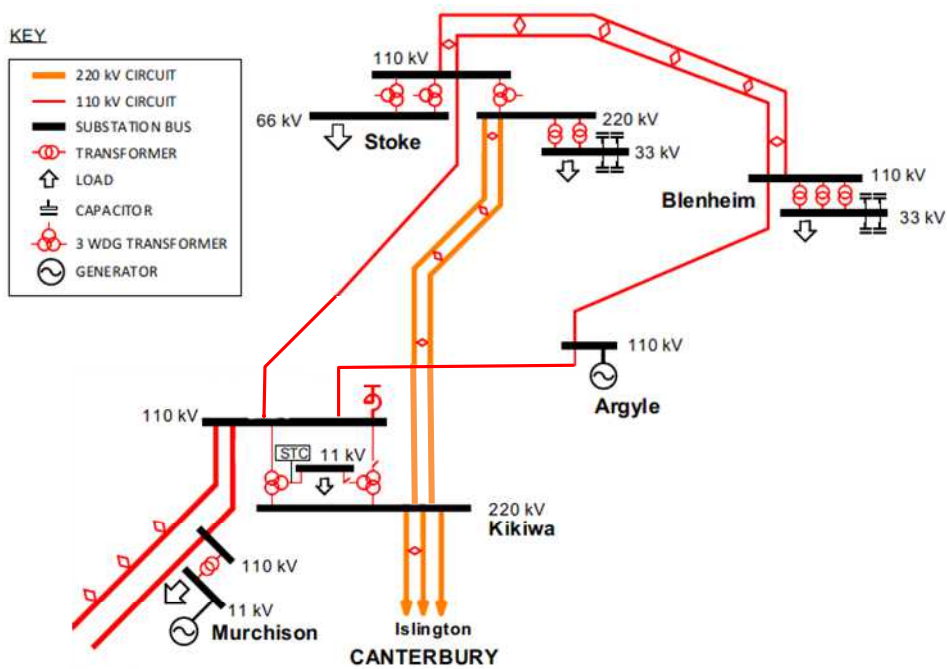 KEY
220 kV CIRCUIT
110 kV CIRCUIT
SUBSTATION BUS
TRANSFORMER
LOAD
CAPACITOR
3 WDG TRANSFORMER
GENERATOR
110 kV
66 kV
Stoke
220 kV
33 kV
110 kV
Blenheim
33 kV
110 kV
Argyle
110 kV
STC
11 kV
220 kV
Kikiwa
110 kV
11 kV
Murchison
Islington
CANTERBURY